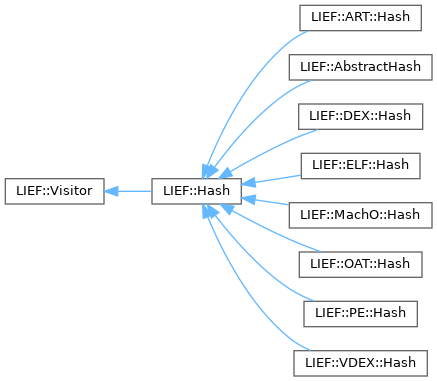 LIEF::ART::Hash
LIEF::AbstractHash
LIEF::DEX::Hash
LIEF::ELF::Hash
LIEF::Visitor
LIEF::Hash
LIEF::MachO::Hash
LIEF::OAT::Hash
LIEF::PE::Hash
LIEF::VDEX::Hash